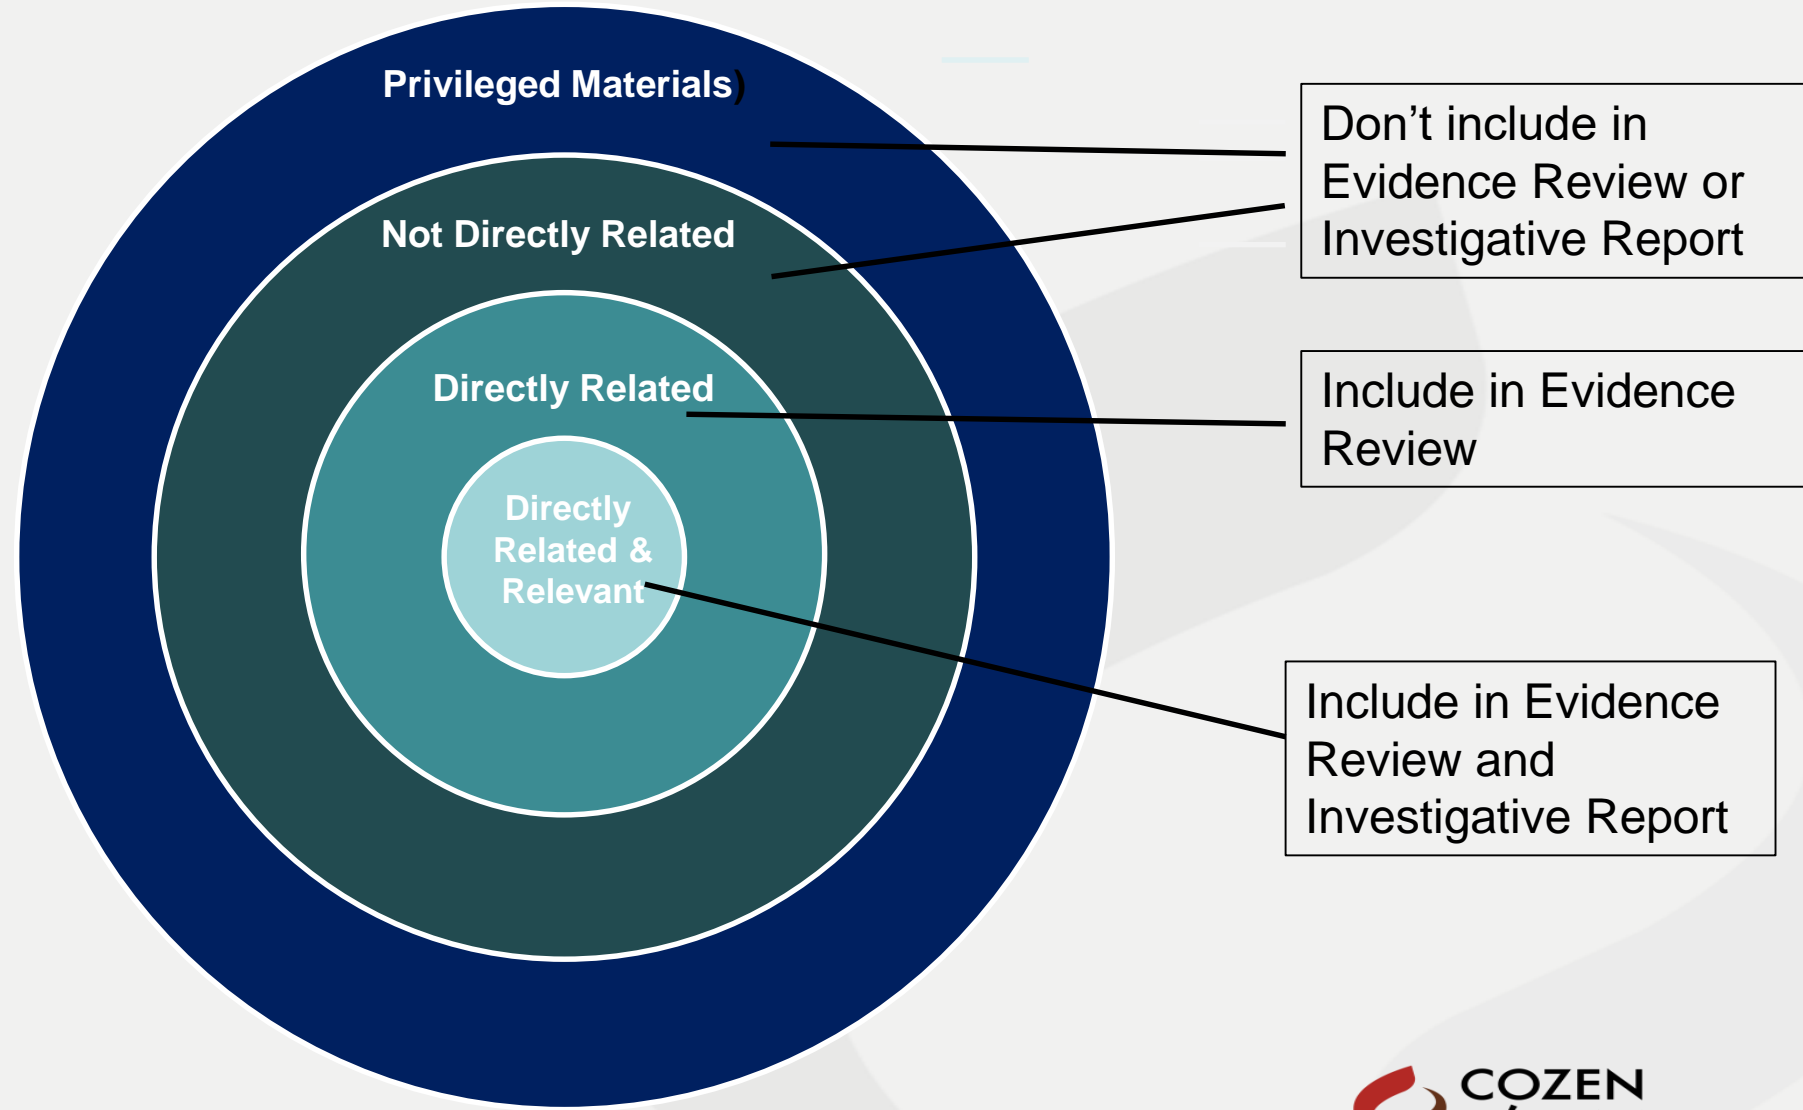 Privileged Materials)
Not Directly Related
Directly Related
Directly
Related &
Relevant
Don’t include in
Evidence Review or
Investigative Report
Include in Evidence
Review
Include in Evidence
Review and
Investigative Report
COZEN